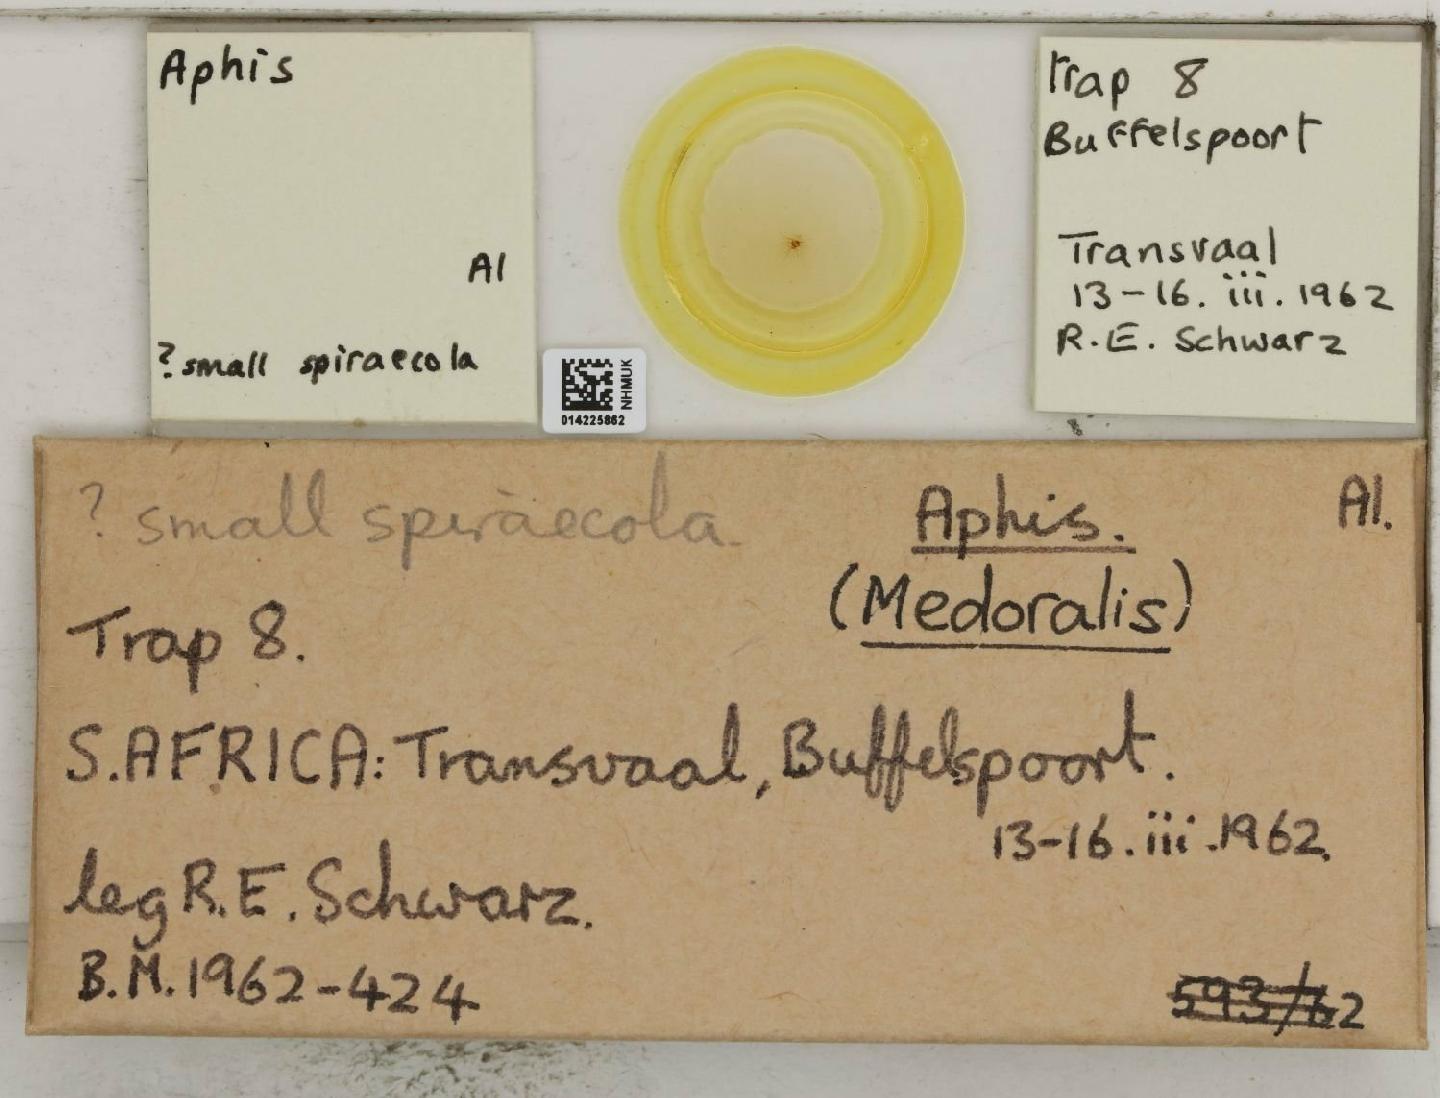 Aphis
Al
? small spiraecola
Trap 8
Buffelspoort
Transvaal
13-16. iii. 1962
R.E. Schwarz
NHMUK
014225862
? small spiraecola
Aphis.
Al.
(Medoralis)
Trap 8.
S.AFRICA: Transvaal, Buffelspoort.
13-16.iii.1962.
leg R.E. Schwarz.
B.M. 1962-424
593/62